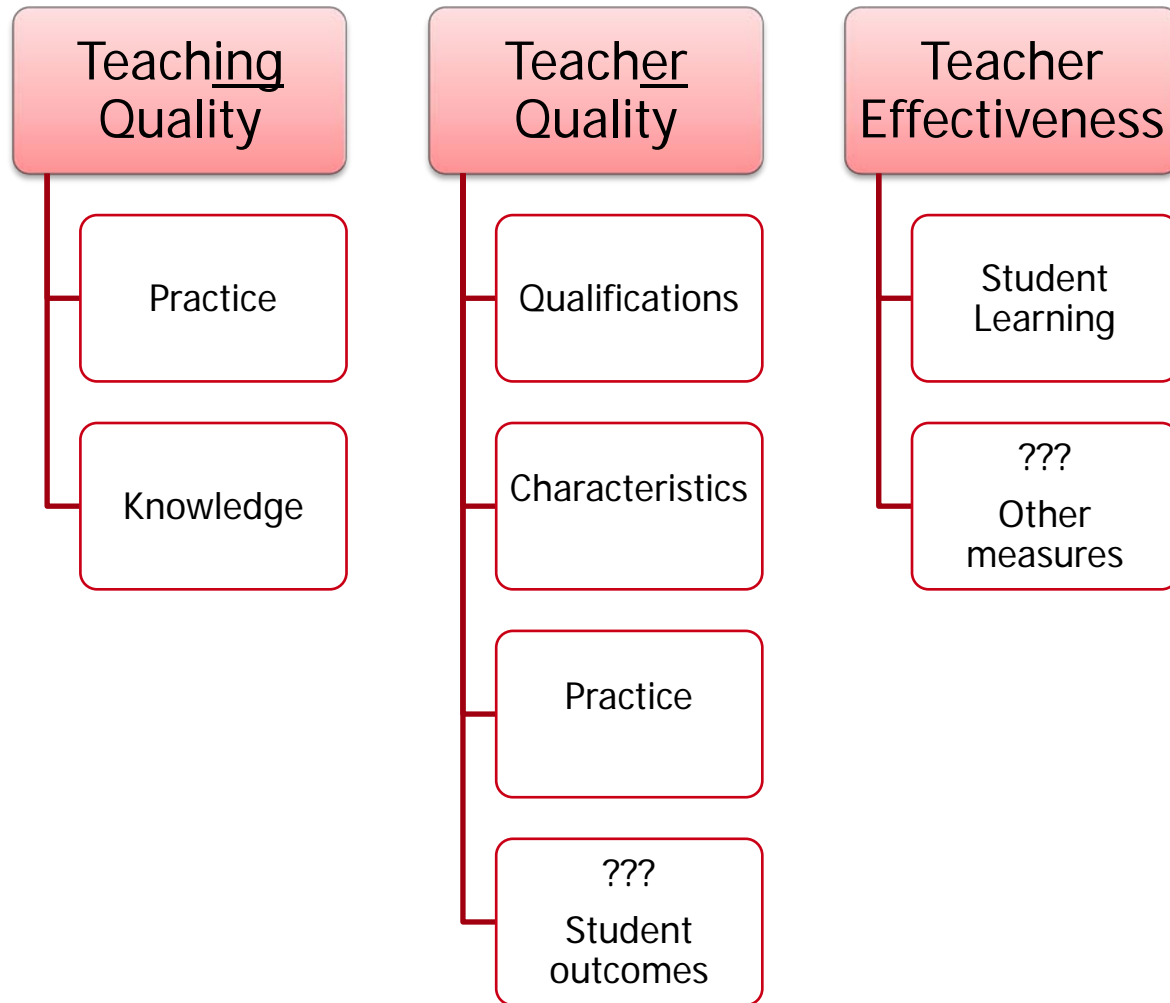 Teaching
Quality
Practice
Knowledge
Teacher
Quality
Qualifications
Characteristics
Practice
???
Student
outcomes
Teacher
Effectiveness
Student
Learning
???
Other
measures